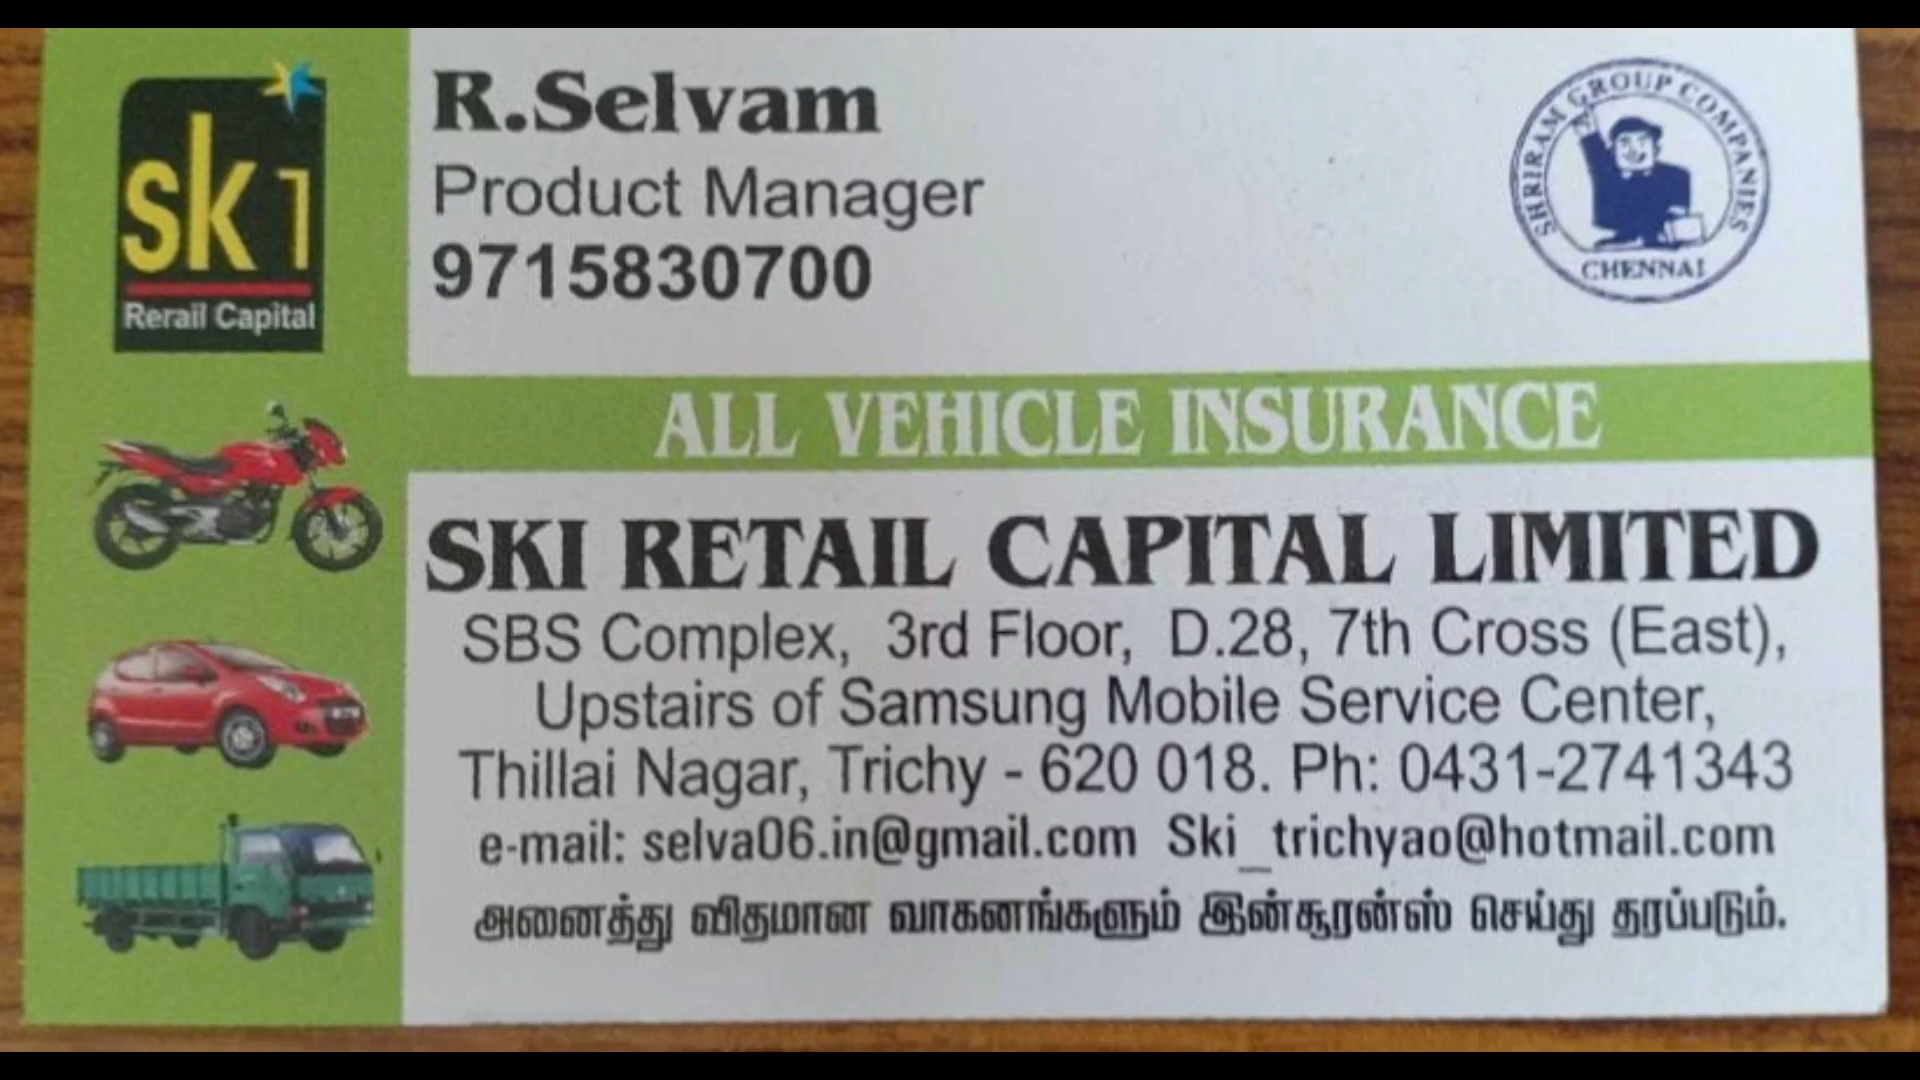 sk1
Rerail Capital
R.Selvam
Product Manager
9715830700
SHRIRAM GROUP COMPANIES
CHENNAI
ALL VEHICLE INSURANCE
SKI RETAIL CAPITAL LIMITED
SBS Complex, 3rd Floor, D.28, 7th Cross (East),
Upstairs of Samsung Mobile Service Center,
Thillai Nagar, Trichy - 620 018. Ph: 0431-2741343
e-mail: selva06.in@gmail.com Ski_trichyao@hotmail.com
அனைத்து விதமான வாகனங்களும் இன்சூரன்ஸ் செய்து தரப்படும்.